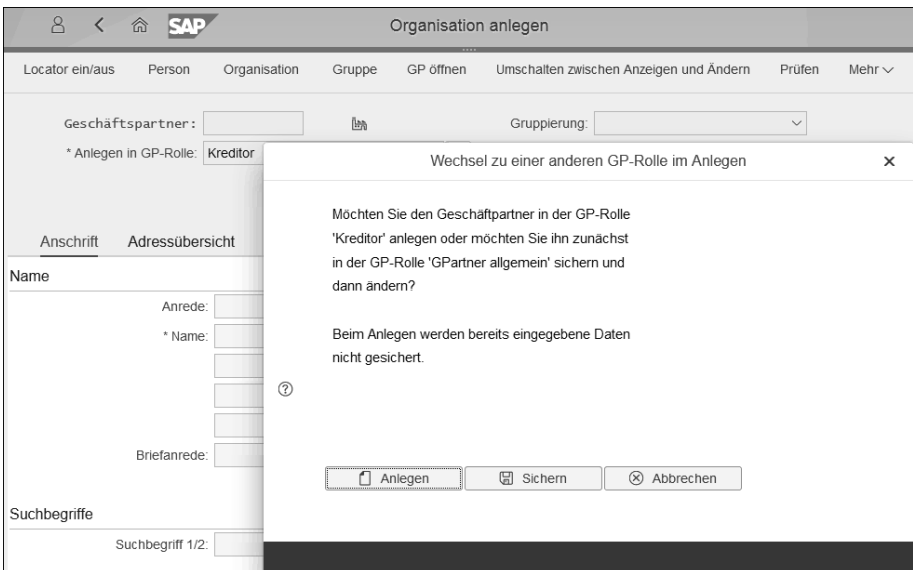 SAP Organisation anlegen
Locator ein/aus Person Organisation Gruppe GP öffnen Umschalten zwischen Anzeigen und Ändern Prüfen Mehr
Geschäftspartner: Gruppierung:
* Anlegen in GP-Rolle: Kreditor
Wechsel zu einer anderen GP-Rolle im Anlegen
Möchten Sie den Geschäftpartner in der GP-Rolle
'Kreditor' anlegen oder möchten Sie ihn zunächst
in der GP-Rolle 'GPartner allgemein' sichern und
dann ändern?
Beim Anlegen werden bereits eingegebene Daten
nicht gesichert.
Anlegen Sichern Abbrechen
Anschrift Adressübersicht
Name
Anrede:
* Name:
Briefanrede:
Suchbegriffe
Suchbegriff 1/2: